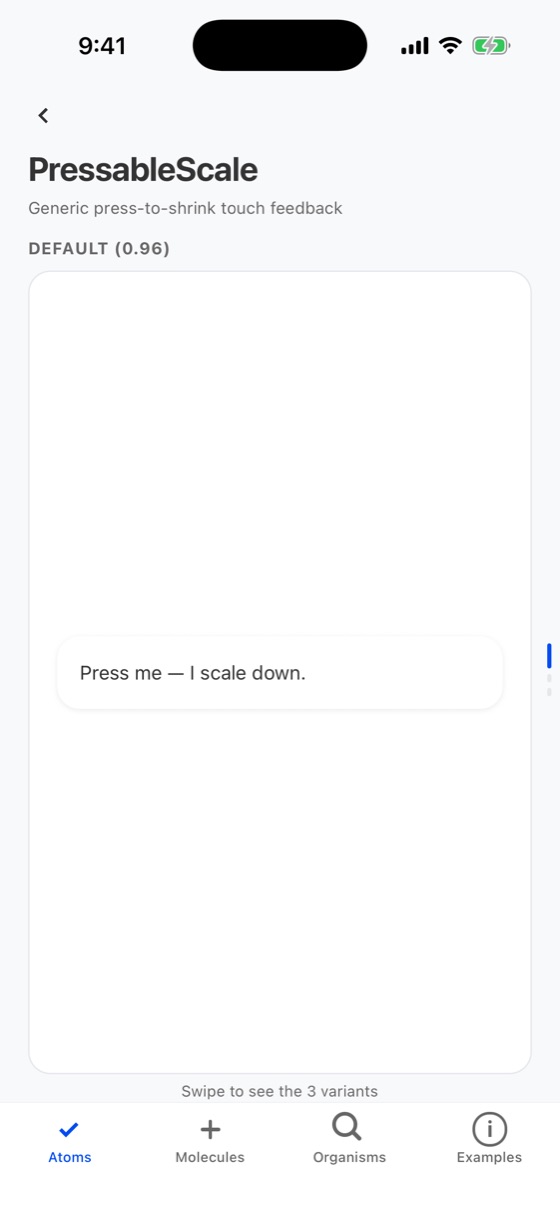 9:41
PressableScale
Generic press-to-shrink touch feedback
DEFAULT (0.96)
Press me — I scale down.
Swipe to see the 3 variants
Atoms
Molecules
Organisms
Examples